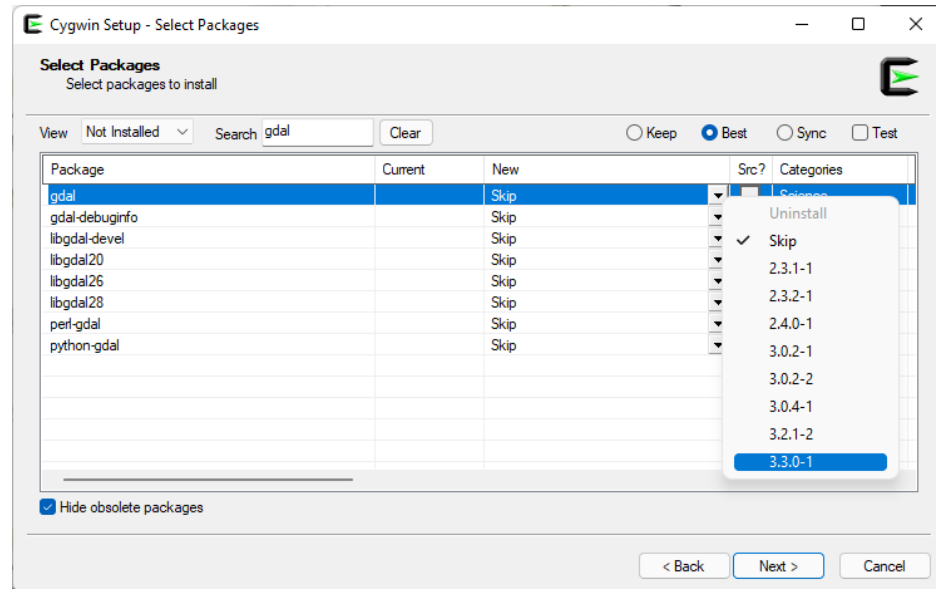 Cygwin Setup - Select Packages
Select Packages
Select packages to install
View Not Installed Search gdal Clear Keep Best Sync Test
Package Current New Src? Categories
gdal Skip Science
gdal-debuginfo Skip
libgdal-devel Skip
libgdal20 Skip
libgdal26 Skip
libgdal28 Skip
perl-gdal Skip
python-gdal Skip
Uninstall
Skip
2.3.1-1
2.3.2-1
2.4.0-1
3.0.2-1
3.0.2-2
3.0.4-1
3.2.1-2
3.3.0-1
Hide obsolete packages
< Back Next > Cancel